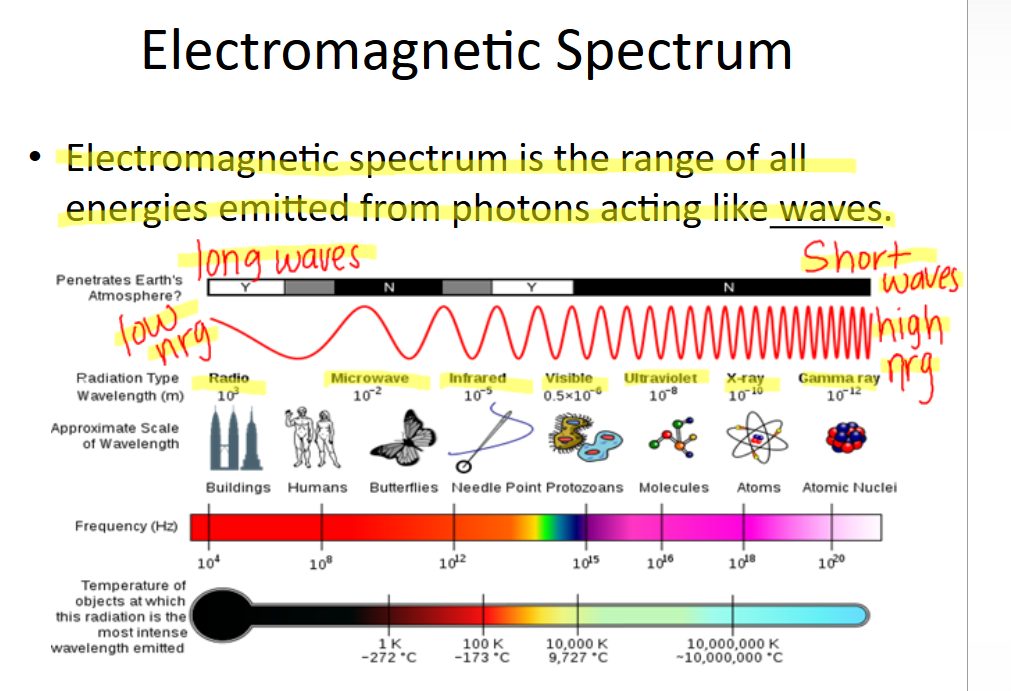 Electromagnetic Spectrum
• Electromagnetic spectrum is the range of all
energies emitted from photons acting like waves.
long waves
Short
waves
Penetrates Earth's
Atmosphere?
Y N Y N
low
nrg
high
nrg
Radiation Type Radio Microwave Infrared Visible Ultraviolet X-ray Gamma ray
Wavelength (m) 10³ 10⁻² 10⁻⁵ 0.5×10⁻⁶ 10⁻⁸ 10⁻¹⁰ 10⁻¹²
Approximate Scale
of Wavelength
Buildings Humans Butterflies Needle Point Protozoans Molecules Atoms Atomic Nuclei
Frequency (Hz)
10⁴ 10⁸ 10¹² 10¹⁵ 10¹⁶ 10¹⁸ 10²⁰
Temperature of
objects at which
this radiation is the
most intense
wavelength emitted
1 K 100 K 10,000 K 10,000,000 K
−272 °C −173 °C 9,727 °C ~10,000,000 °C